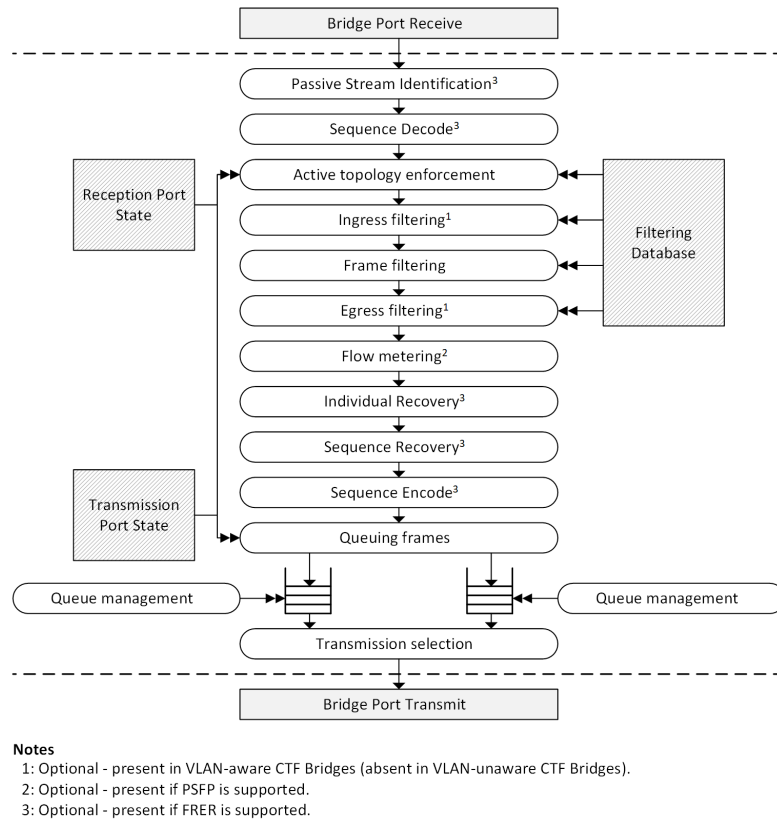 Bridge Port Receive
Passive Stream Identification³
Sequence Decode³
Active topology enforcement
Reception Port
State
Ingress filtering¹
Filtering
Database
Frame filtering
Egress filtering¹
Flow metering²
Individual Recovery³
Sequence Recovery³
Sequence Encode³
Transmission
Port State
Queuing frames
Queue management
Queue management
Transmission selection
Bridge Port Transmit
Notes
1: Optional - present in VLAN-aware CTF Bridges (absent in VLAN-unaware CTF Bridges).
2: Optional - present if PSFP is supported.
3: Optional - present if FRER is supported.